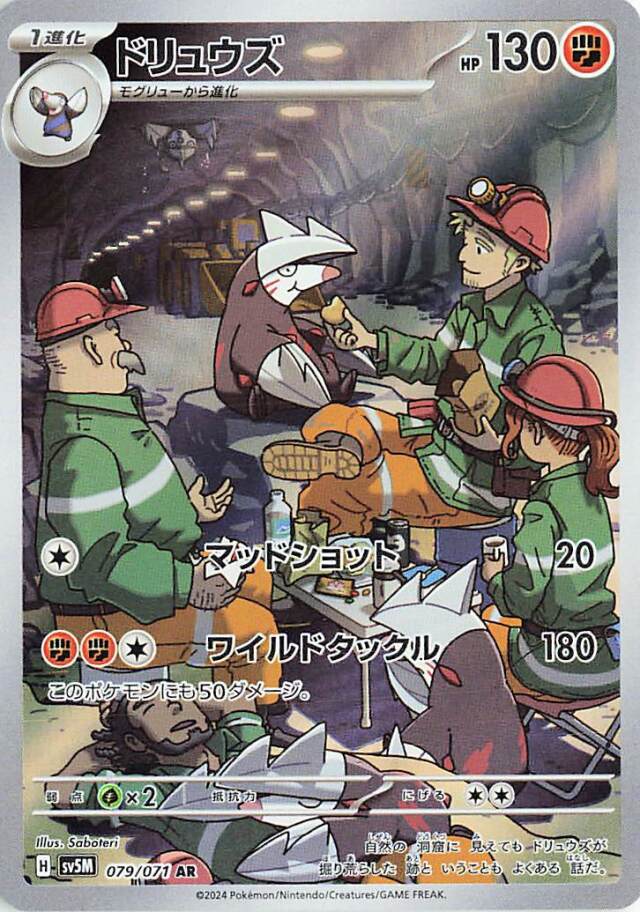 1進化
ドリュウズ
HP 130
モグリューから進化
マッドショット 20
ワイルドタックル 180
このポケモンにも50ダメージ。
弱点 ×2 抵抗力 にげる
Illus. Saboteri
自然の 洞窟に 見えても ドリュウズが
掘り荒らした 跡と いうことも よくある 話だ。
H sv5M 079/071 AR
©2024 Pokémon/Nintendo/Creatures/GAME FREAK.